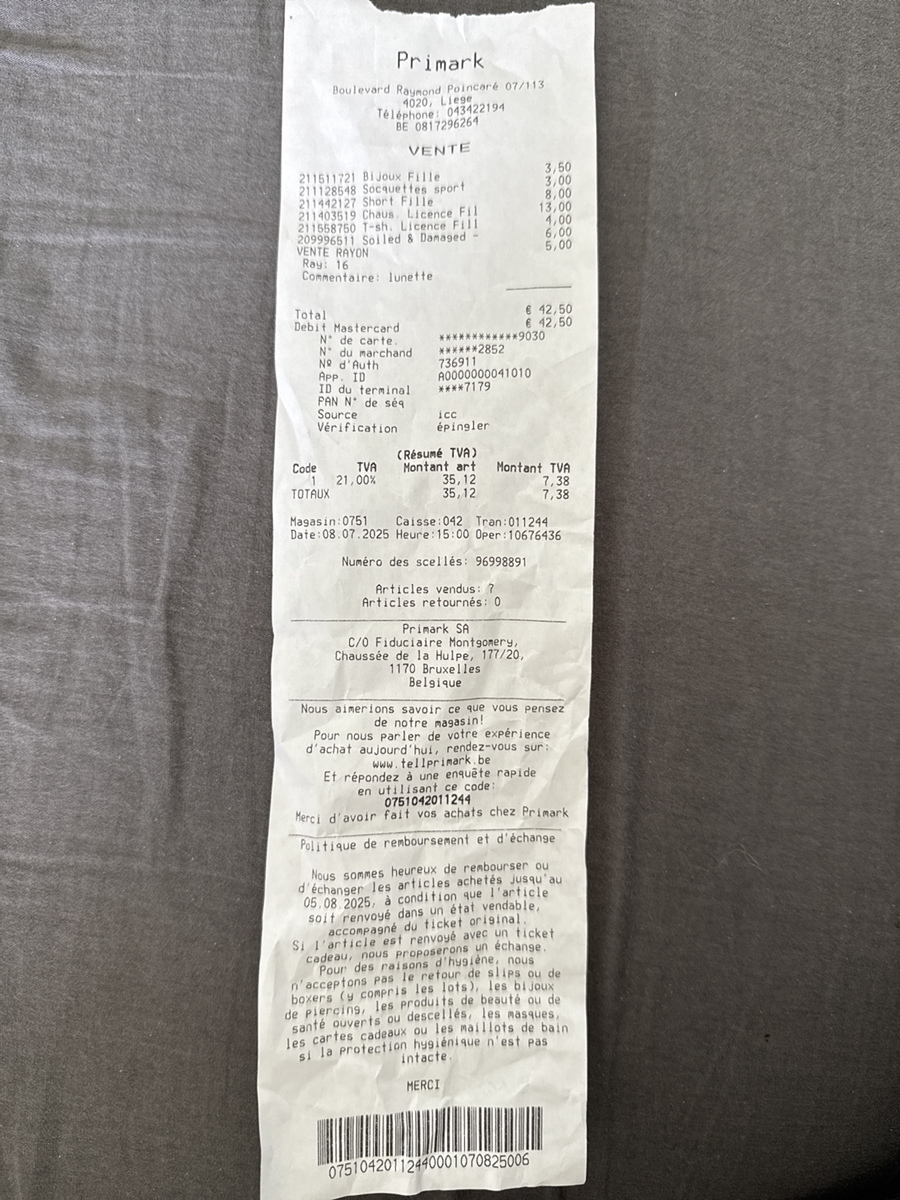 Primark
Boulevard Raymond Poincaré 07/113
4020, Liege
Téléphone: 043422194
BE 0817296264
VENTE
211511721 Bijoux Fille 3,50
211128548 Socquettes sport 3,00
211442127 Short Fille 8,00
211403519 Chaus. Licence Fil 13,00
211558750 T-sh. Licence Fill 4,00
209996511 Soiled & Damaged - 6,00
VENTE RAYON 5,00
Ray: 16
Commentaire: lunette
Total € 42,50
Debit Mastercard € 42,50
N° de carte. ************9030
N° du marchand ******2852
Nº d'Auth 736911
App. ID A0000000041010
ID du terminal ****7179
PAN N° de séq
Source icc
Vérification épingler
(Résumé TVA)
Code TVA Montant art Montant TVA
1 21,00% 35,12 7,38
TOTAUX 35,12 7,38
Magasin:0751 Caisse:042 Tran:011244
Date:08.07.2025 Heure:15:00 Oper:10676436
Numéro des scellés: 96998891
Articles vendus: 7
Articles retournés: 0
Primark SA
C/O Fiduciaire Montgomery,
Chaussée de la Hulpe, 177/20,
1170 Bruxelles
Belgique
Nous aimerions savoir ce que vous pensez
de notre magasin!
Pour nous parler de votre expérience
d'achat aujourd'hui, rendez-vous sur:
www.tellprimark.be
Et répondez à une enquête rapide
en utilisant ce code:
0751042011244
Merci d'avoir fait vos achats chez Primark
Politique de remboursement et d'échange
Nous sommes heureux de rembourser ou
d'échanger les articles achetés jusqu'au
05.08.2025, à condition que l'article
soit renvoyé dans un état vendable,
accompagné du ticket original.
Si l'article est renvoyé avec un ticket
cadeau, nous proposerons un échange.
Pour des raisons d'hygiène, nous
n'acceptons pas le retour de slips ou de
boxers (y compris les lots), les bijoux
de piercing, les produits de beauté ou de
santé ouverts ou descellés, les masques,
les cartes cadeaux ou les maillots de bain
si la protection hygiénique n'est pas
intacte.
MERCI
07510420112440001070825006